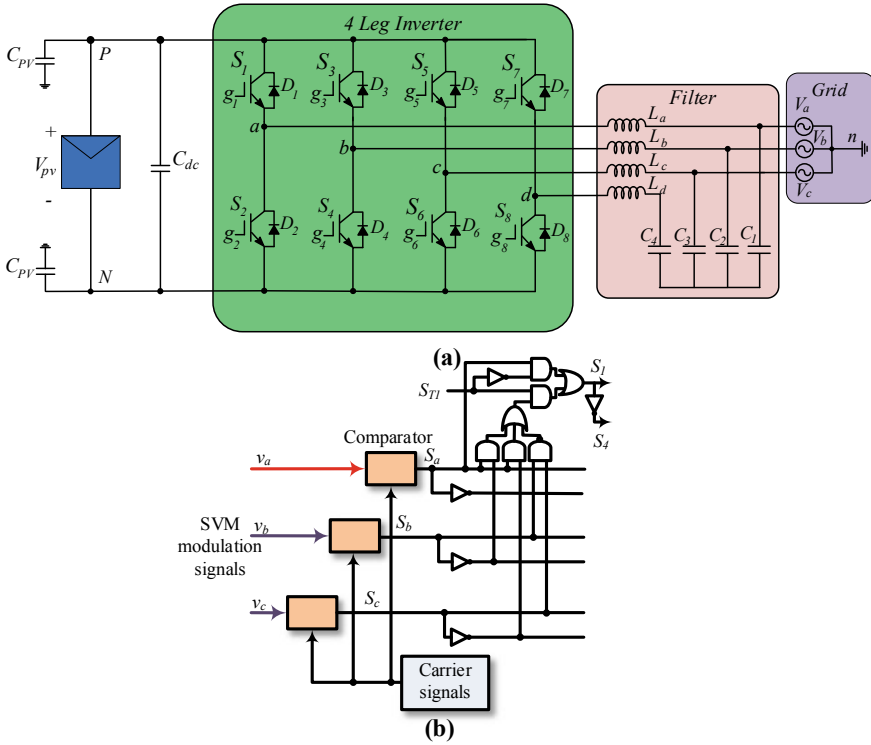 4 Leg Inverter
P
C_PV
S_1
S_3
S_5
S_7
Grid
Filter
g_1
D_1
g_3
D_3
g_5
D_5
g_7
D_7
L_a
V_a
a
+
L_b
V_b
n
b
V_pv
C_dc
L_c
c
V_c
L_d
d
-
S_2
S_4
S_6
S_8
g_2
D_2
g_4
D_4
g_6
D_6
g_8
D_8
C_4
C_3
C_2
C_1
C_PV
N
(a)
S_1
S_T1
S_4
Comparator
v_a
S_a
SVM
modulation
signals
v_b
S_b
v_c
S_c
Carrier
signals
(b)